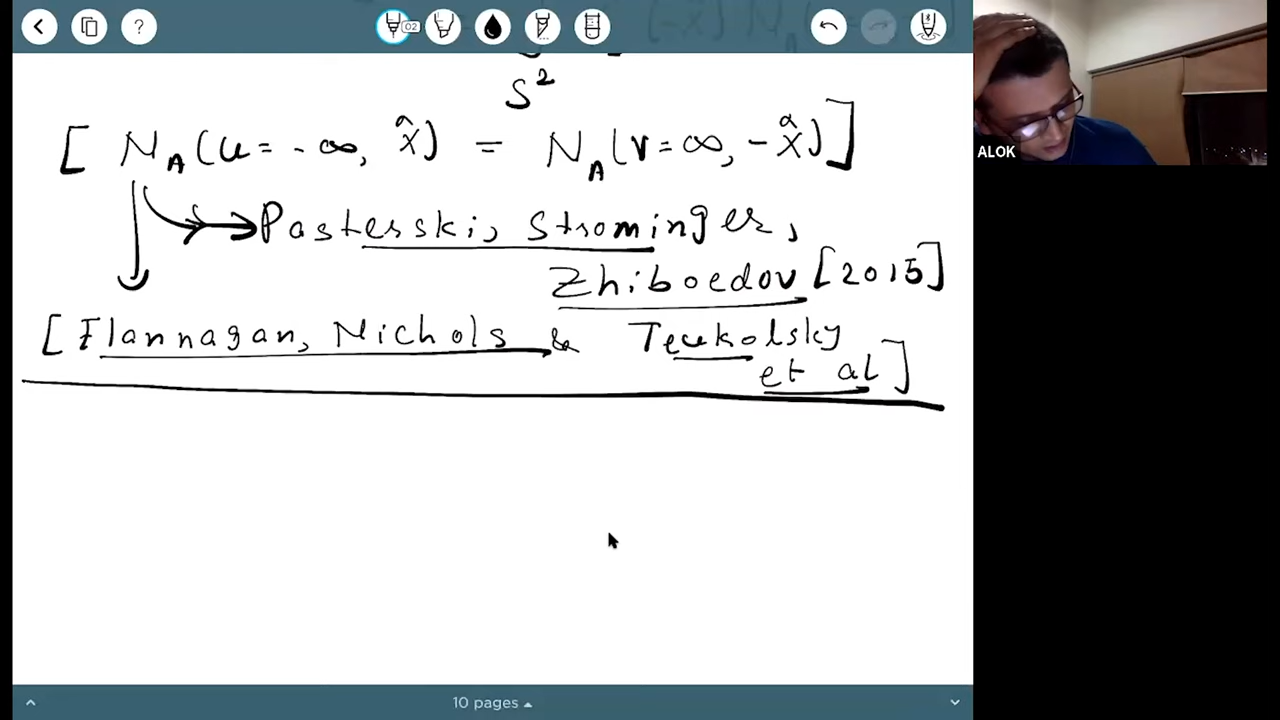 S²
[ N_A(u = -∞, x̂) = N_A(v = ∞, -x̂) ]
Pasterski, Strominger,
Zhiboedov [2015]
[Flannagan, Nichols & Teukolsky
et al]
ALOK
10 pages